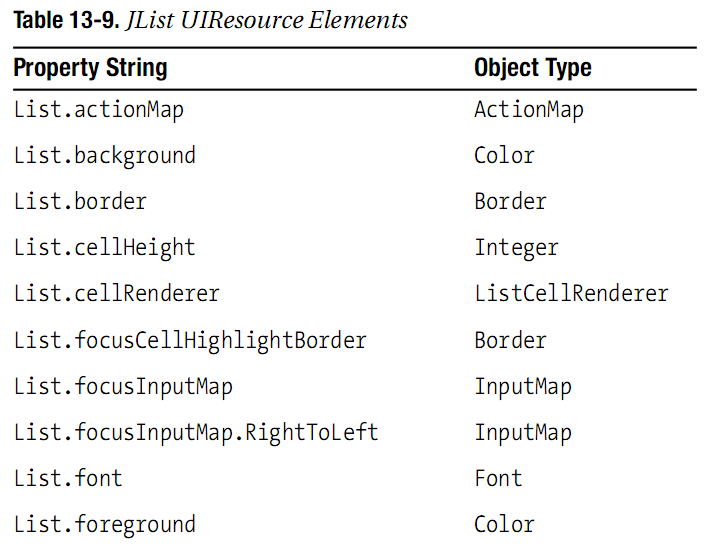 Table 13-9. JList UIResource Elements
Property String Object Type
List.actionMap ActionMap
List.background Color
List.border Border
List.cellHeight Integer
List.cellRenderer ListCellRenderer
List.focusCellHighlightBorder Border
List.focusInputMap InputMap
List.focusInputMap.RightToLeft InputMap
List.font Font
List.foreground Color